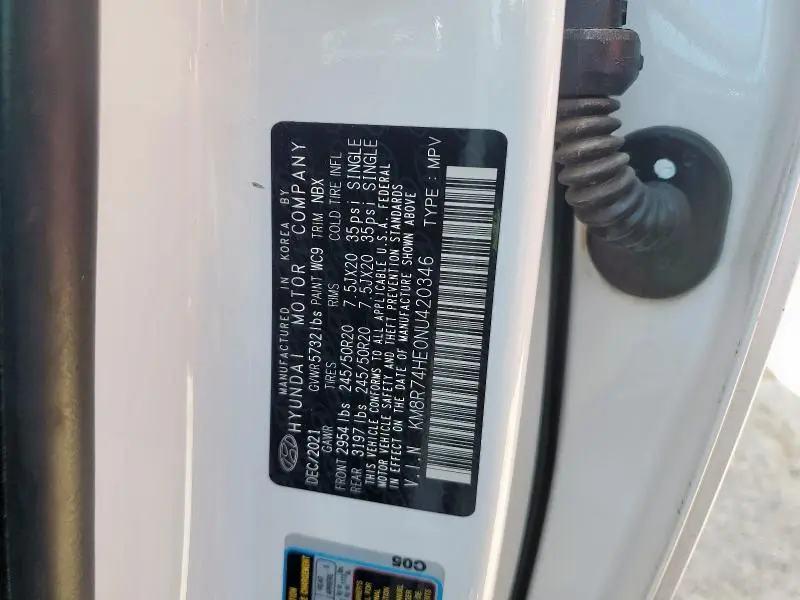 MANUFACTURED IN KOREA BY
HYUNDAI MOTOR COMPANY
DEC/2021 GVWR 5732 lbs PAINT WC9 TRIM NBX
GAWR TIRES RIMS COLD TIRE INFL
FRONT 2954 lbs 245/50R20 7.5JX20 35psi SINGLE
REAR 3197 lbs 245/50R20 7.5JX20 35psi SINGLE
THIS VEHICLE CONFORMS TO ALL APPLICABLE U.S.A. FEDERAL
MOTOR VEHICLE SAFETY AND THEFT PREVENTION STANDARDS
IN EFFECT ON THE DATE OF MANUFACTURE SHOWN ABOVE
V.I.N KM8R74HE0NU420346 TYPE : MPV
C05